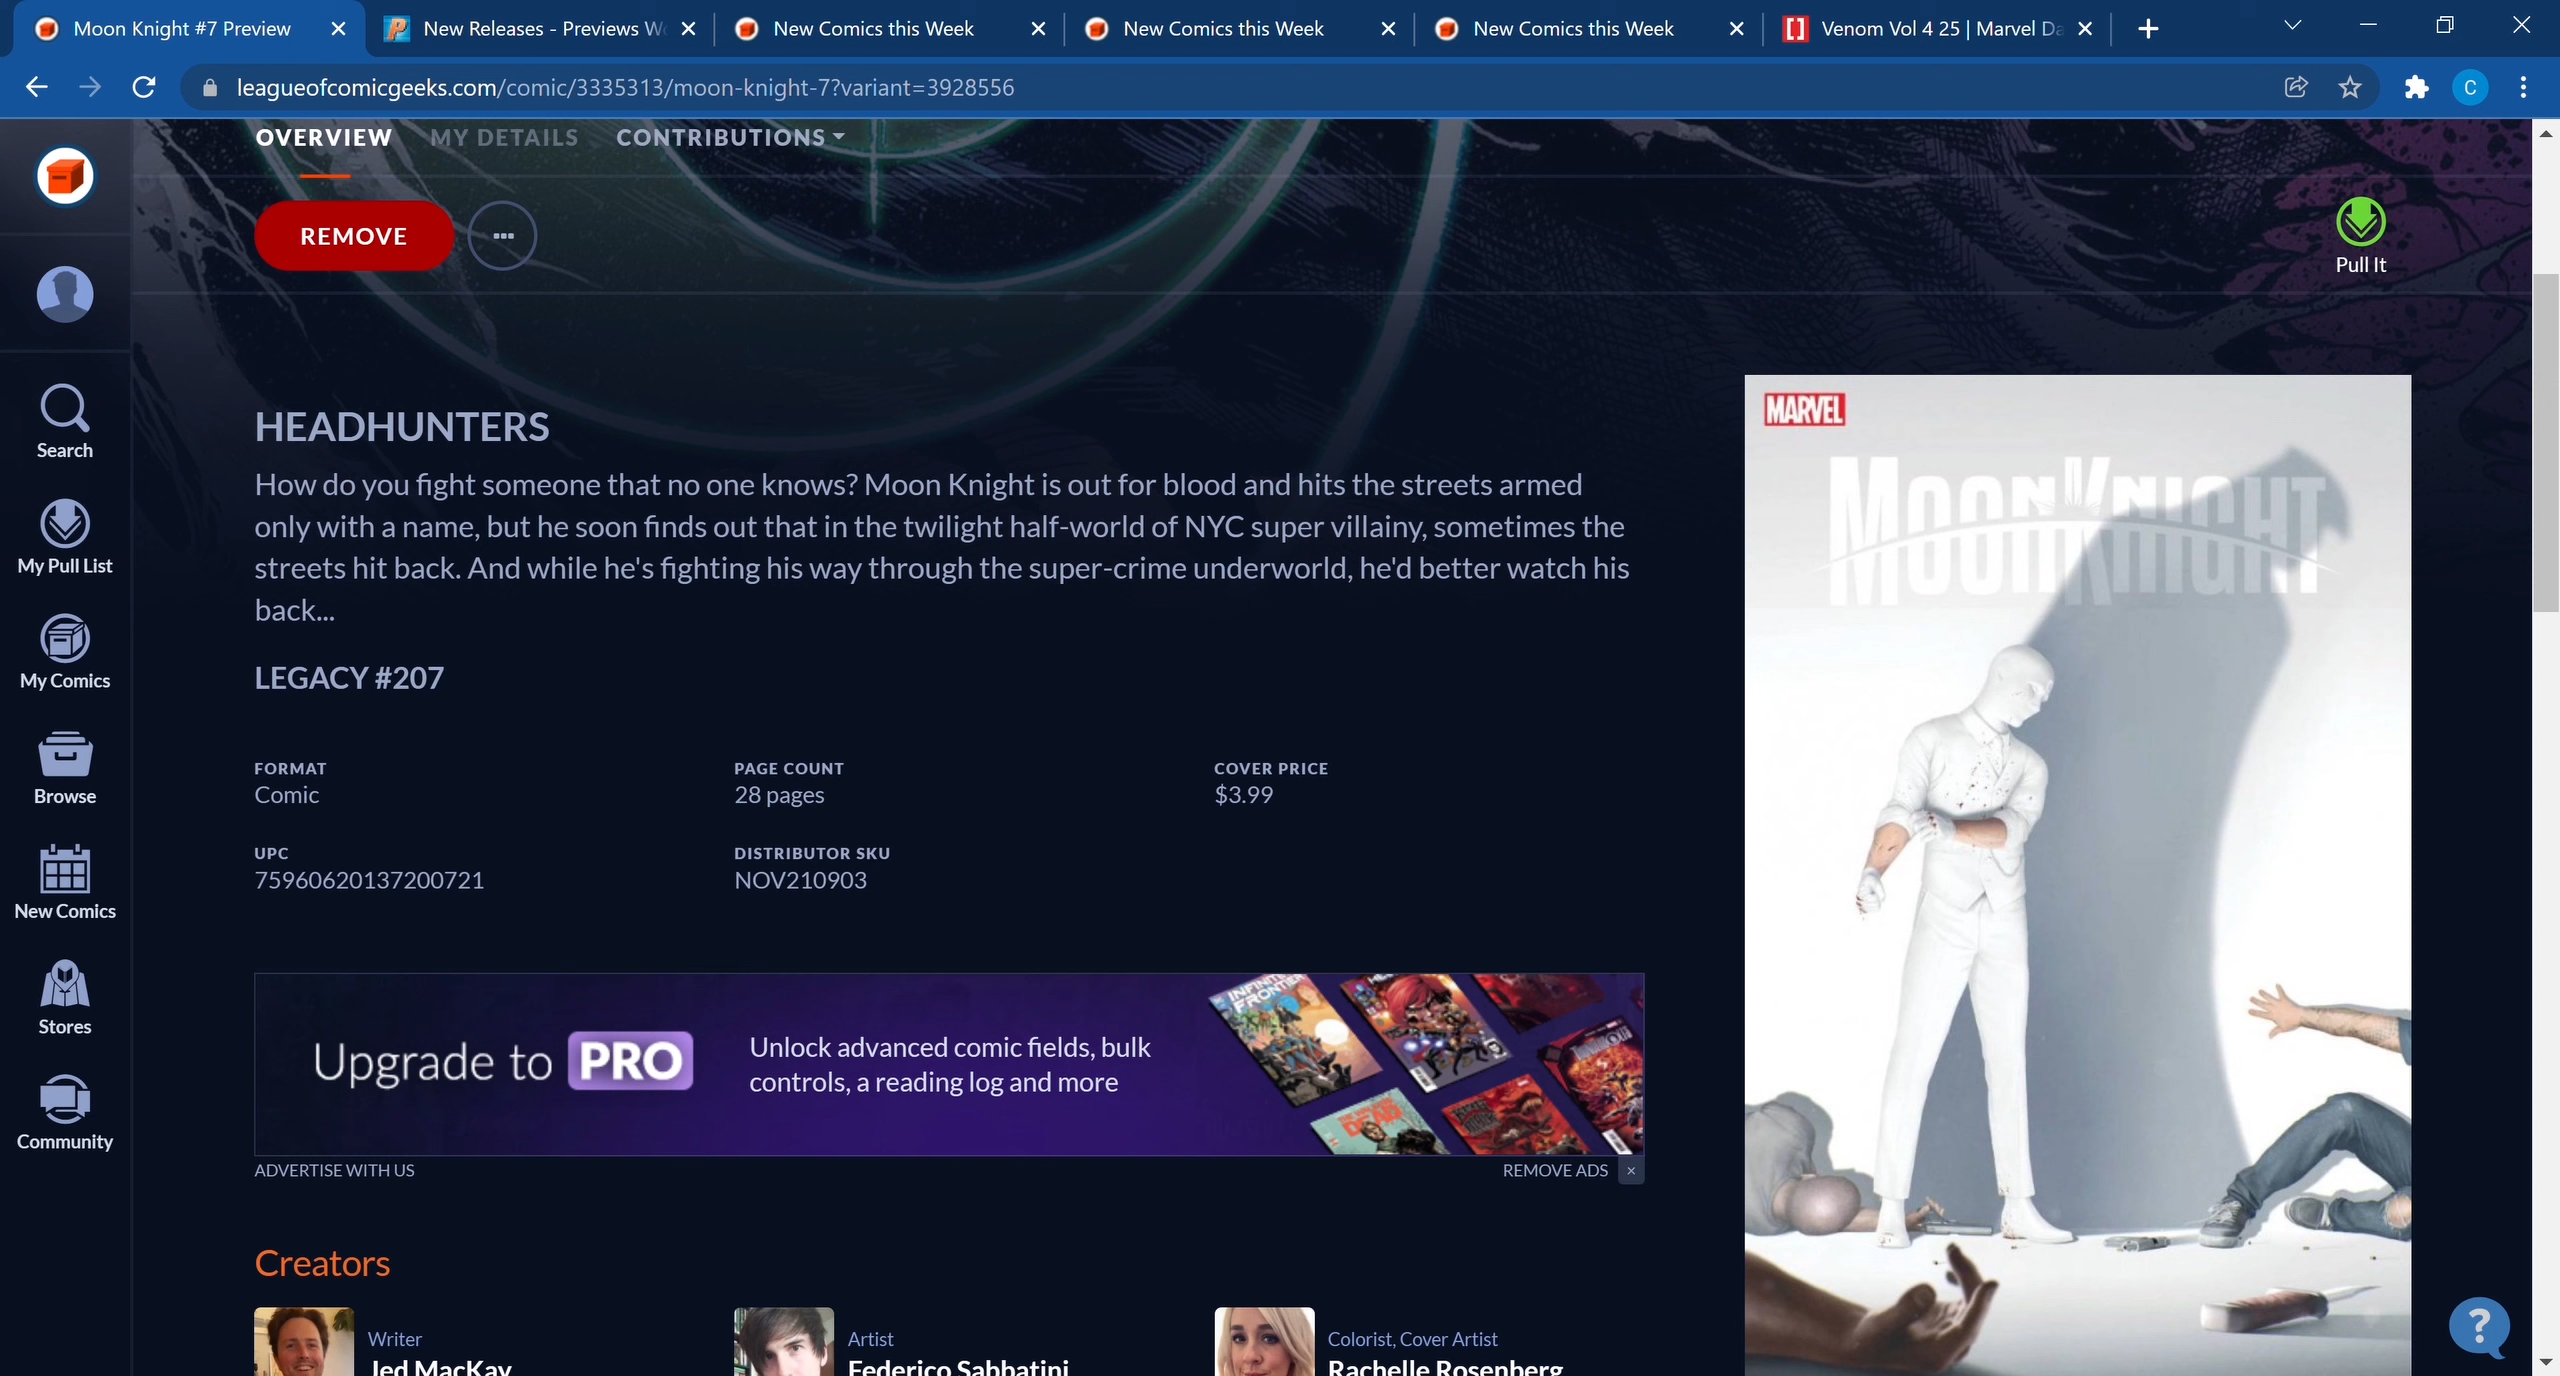 Moon Knight #7 Preview
New Releases - Previews Wo
New Comics this Week
New Comics this Week
New Comics this Week
Venom Vol 4 25 | Marvel Da
leagueofcomicgeeks.com/comic/3335313/moon-knight-7?variant=3928556
C
OVERVIEW
MY DETAILS
CONTRIBUTIONS
REMOVE
Pull It
Search
My Pull List
My Comics
Browse
New Comics
Stores
Community
HEADHUNTERS
How do you fight someone that no one knows? Moon Knight is out for blood and hits the streets armed
only with a name, but he soon finds out that in the twilight half-world of NYC super villainy, sometimes the
streets hit back. And while he's fighting his way through the super-crime underworld, he'd better watch his
back...
LEGACY #207
FORMAT
Comic
PAGE COUNT
28 pages
COVER PRICE
$3.99
UPC
75960620137200721
DISTRIBUTOR SKU
NOV210903
MARVEL
MOON KNIGHT
Upgrade to PRO
Unlock advanced comic fields, bulk
controls, a reading log and more
INFINITE
FRONTIER
ADVERTISE WITH US
REMOVE ADS
Creators
Writer
Jed MacKay
Artist
Federico Sabbatini
Colorist, Cover Artist
Rachelle Rosenberg
?